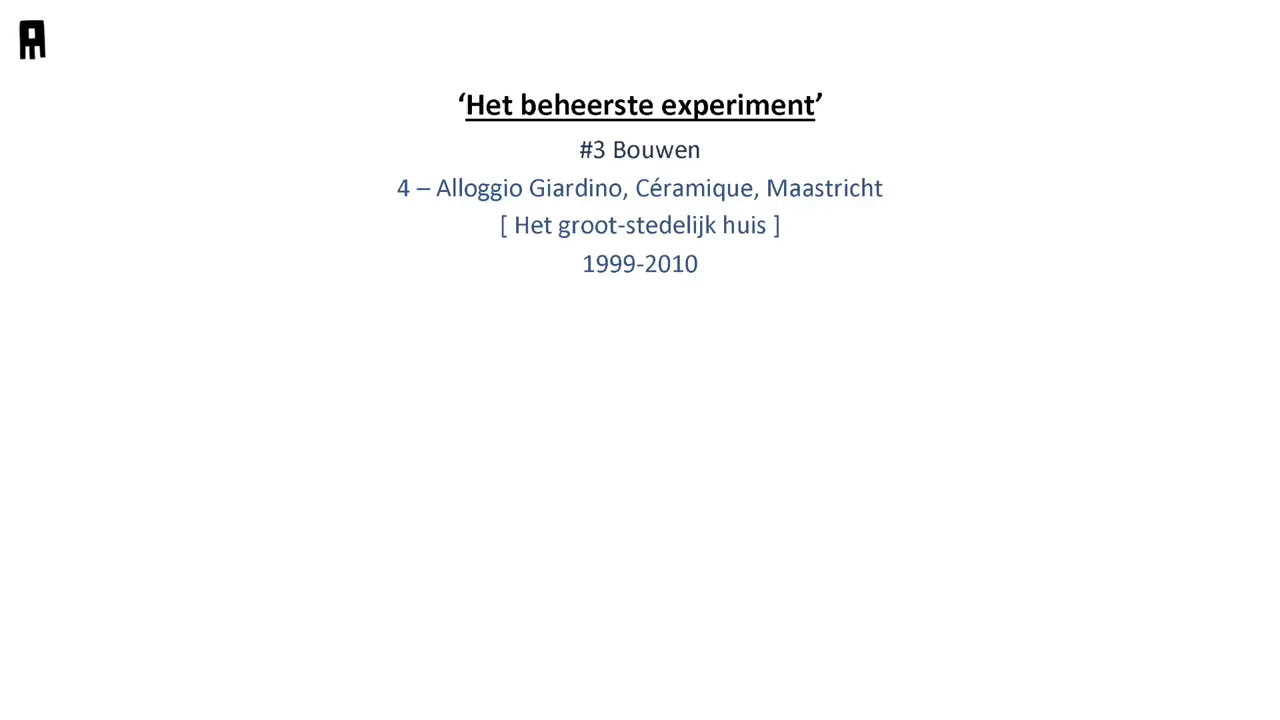 ‘Het beheerste experiment’
#3 Bouwen
4 – Alloggio Giardino, Céramique, Maastricht
[ Het groot-stedelijk huis ]
1999-2010